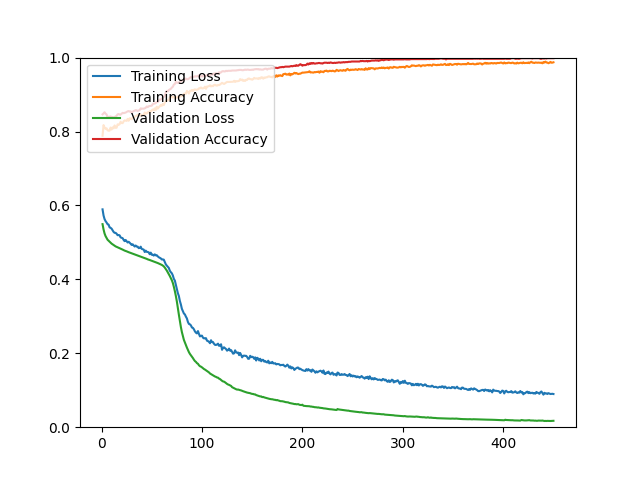 1.0
0.8
0.6
0.4
0.2
0.0
Training Loss
Training Accuracy
Validation Loss
Validation Accuracy
0 100 200 300 400